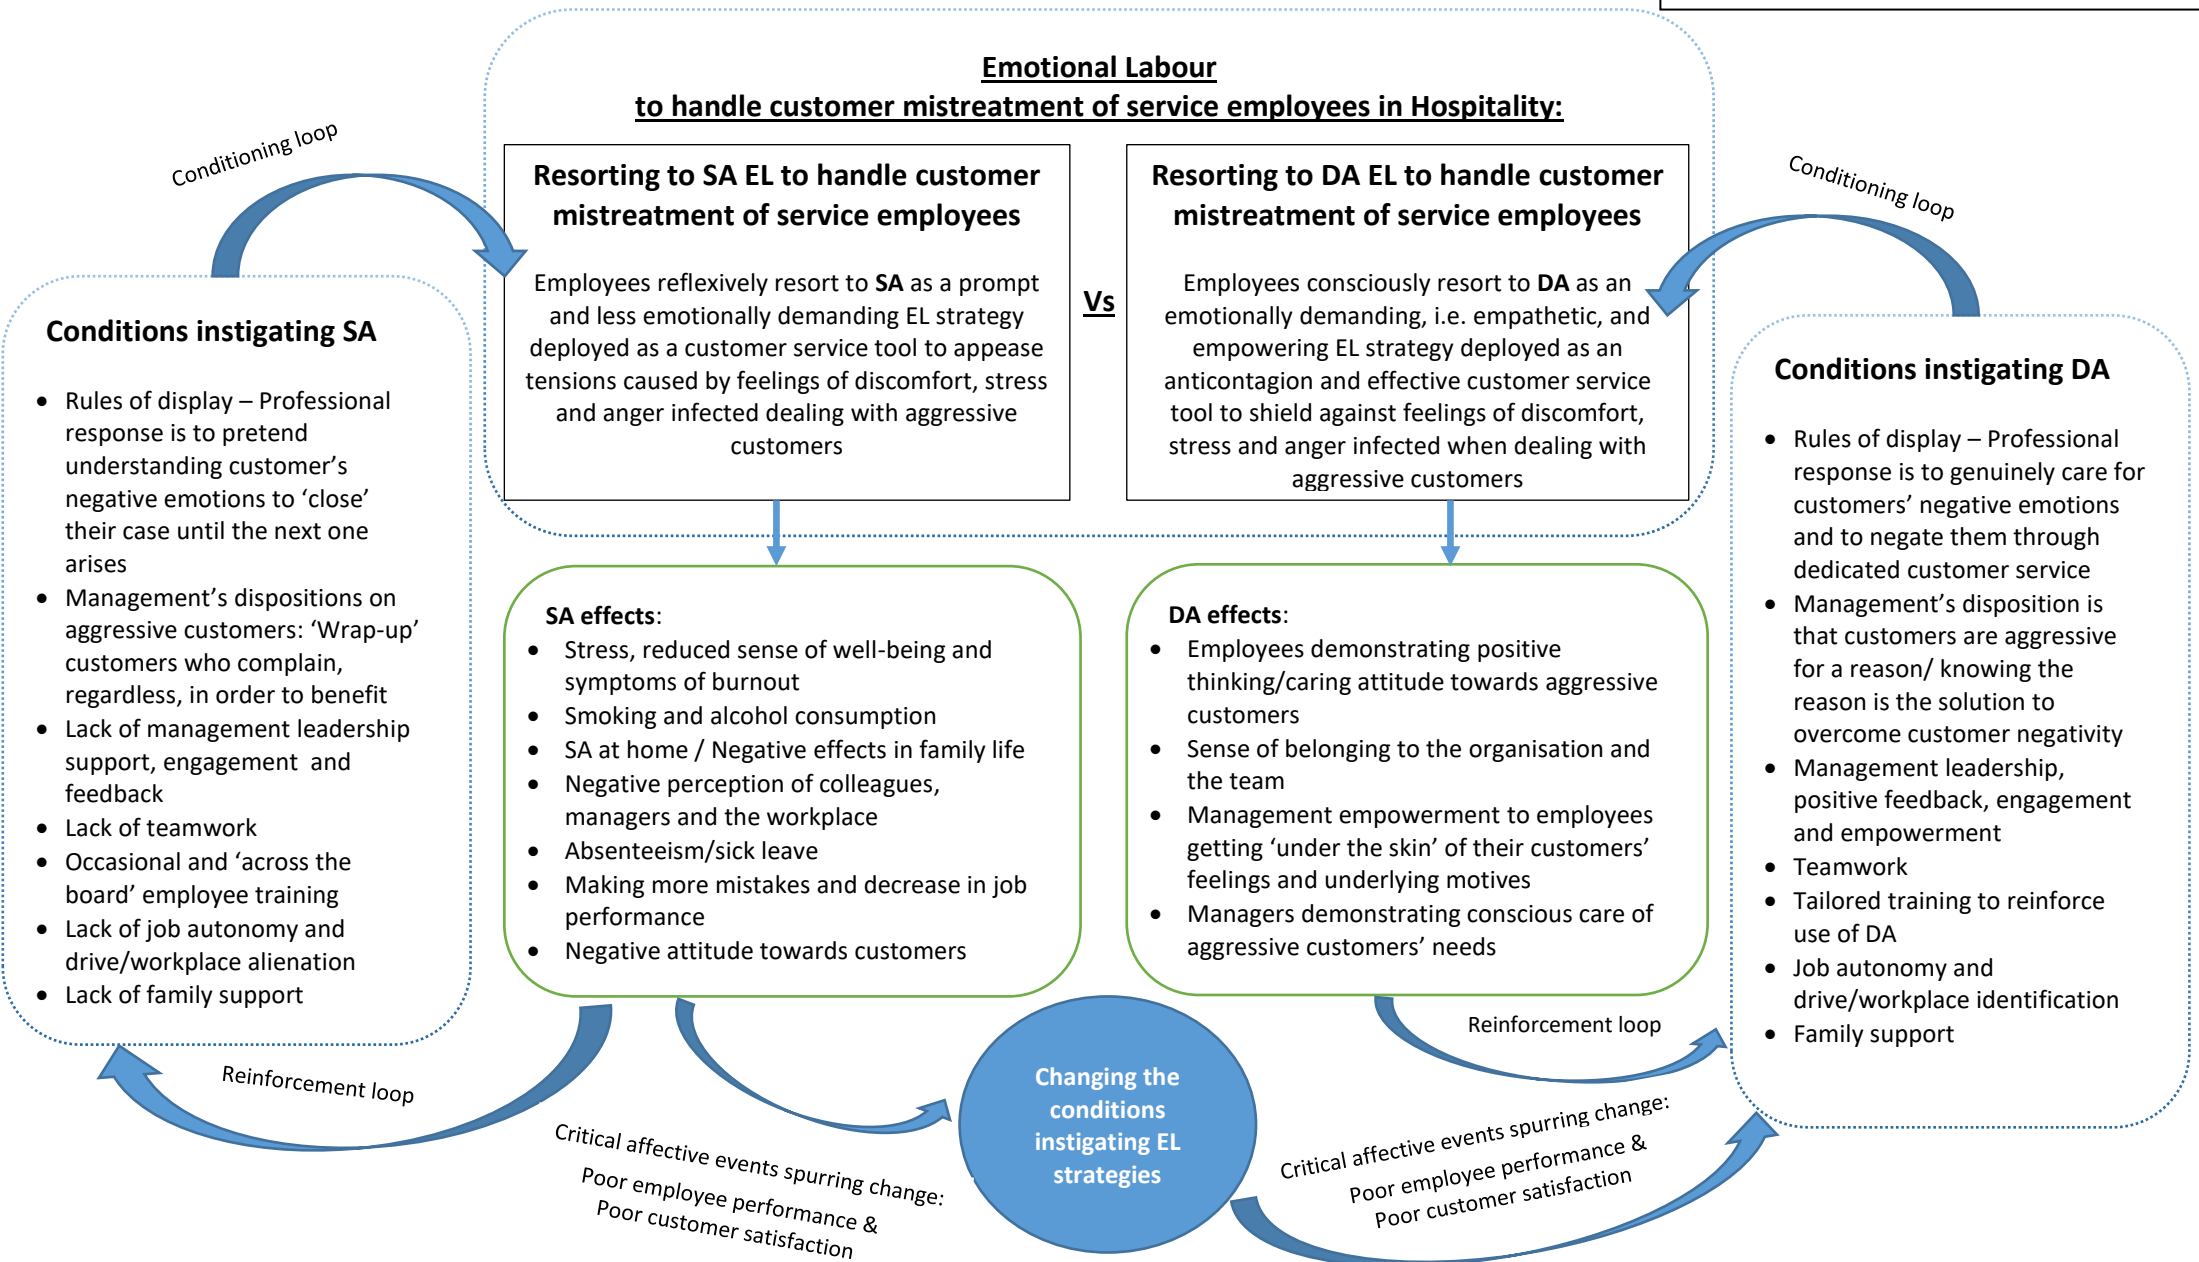 Emotional Labour
to handle customer mistreatment of service employees in Hospitality:
Conditioning loop
Resorting to SA EL to handle customer
mistreatment of service employees
Employees reflexively resort to SA as a prompt
and less emotionally demanding EL strategy
deployed as a customer service tool to appease
tensions caused by feelings of discomfort, stress
and anger infected dealing with aggressive
customers
Vs
Resorting to DA EL to handle customer
mistreatment of service employees
Employees consciously resort to DA as an
emotionally demanding, i.e. empathetic, and
empowering EL strategy deployed as an
anticontagion and effective customer service
tool to shield against feelings of discomfort,
stress and anger infected when dealing with
aggressive customers
Conditioning loop
Conditions instigating SA
• Rules of display – Professional
response is to pretend
understanding customer’s
negative emotions to ‘close’
their case until the next one
arises
• Management’s dispositions on
aggressive customers: ‘Wrap-up’
customers who complain,
regardless, in order to benefit
• Lack of management leadership
support, engagement and
feedback
• Lack of teamwork
• Occasional and ‘across the
board’ employee training
• Lack of job autonomy and
drive/workplace alienation
• Lack of family support
SA effects:
• Stress, reduced sense of well-being and
symptoms of burnout
• Smoking and alcohol consumption
• SA at home / Negative effects in family life
• Negative perception of colleagues,
managers and the workplace
• Absenteeism/sick leave
• Making more mistakes and decrease in job
performance
• Negative attitude towards customers
DA effects:
• Employees demonstrating positive
thinking/caring attitude towards aggressive
customers
• Sense of belonging to the organisation and
the team
• Management empowerment to employees
getting ‘under the skin’ of their customers’
feelings and underlying motives
• Managers demonstrating conscious care of
aggressive customers’ needs
Conditions instigating DA
• Rules of display – Professional
response is to genuinely care for
customers’ negative emotions
and to negate them through
dedicated customer service
• Management’s disposition is
that customers are aggressive
for a reason/ knowing the
reason is the solution to
overcome customer negativity
• Management leadership,
positive feedback, engagement
and empowerment
• Teamwork
• Tailored training to reinforce
use of DA
• Job autonomy and
drive/workplace identification
• Family support
Reinforcement loop
Critical affective events spurring change:
Poor employee performance &
Poor customer satisfaction
Changing the
conditions
instigating EL
strategies
Reinforcement loop
Critical affective events spurring change:
Poor employee performance &
Poor customer satisfaction